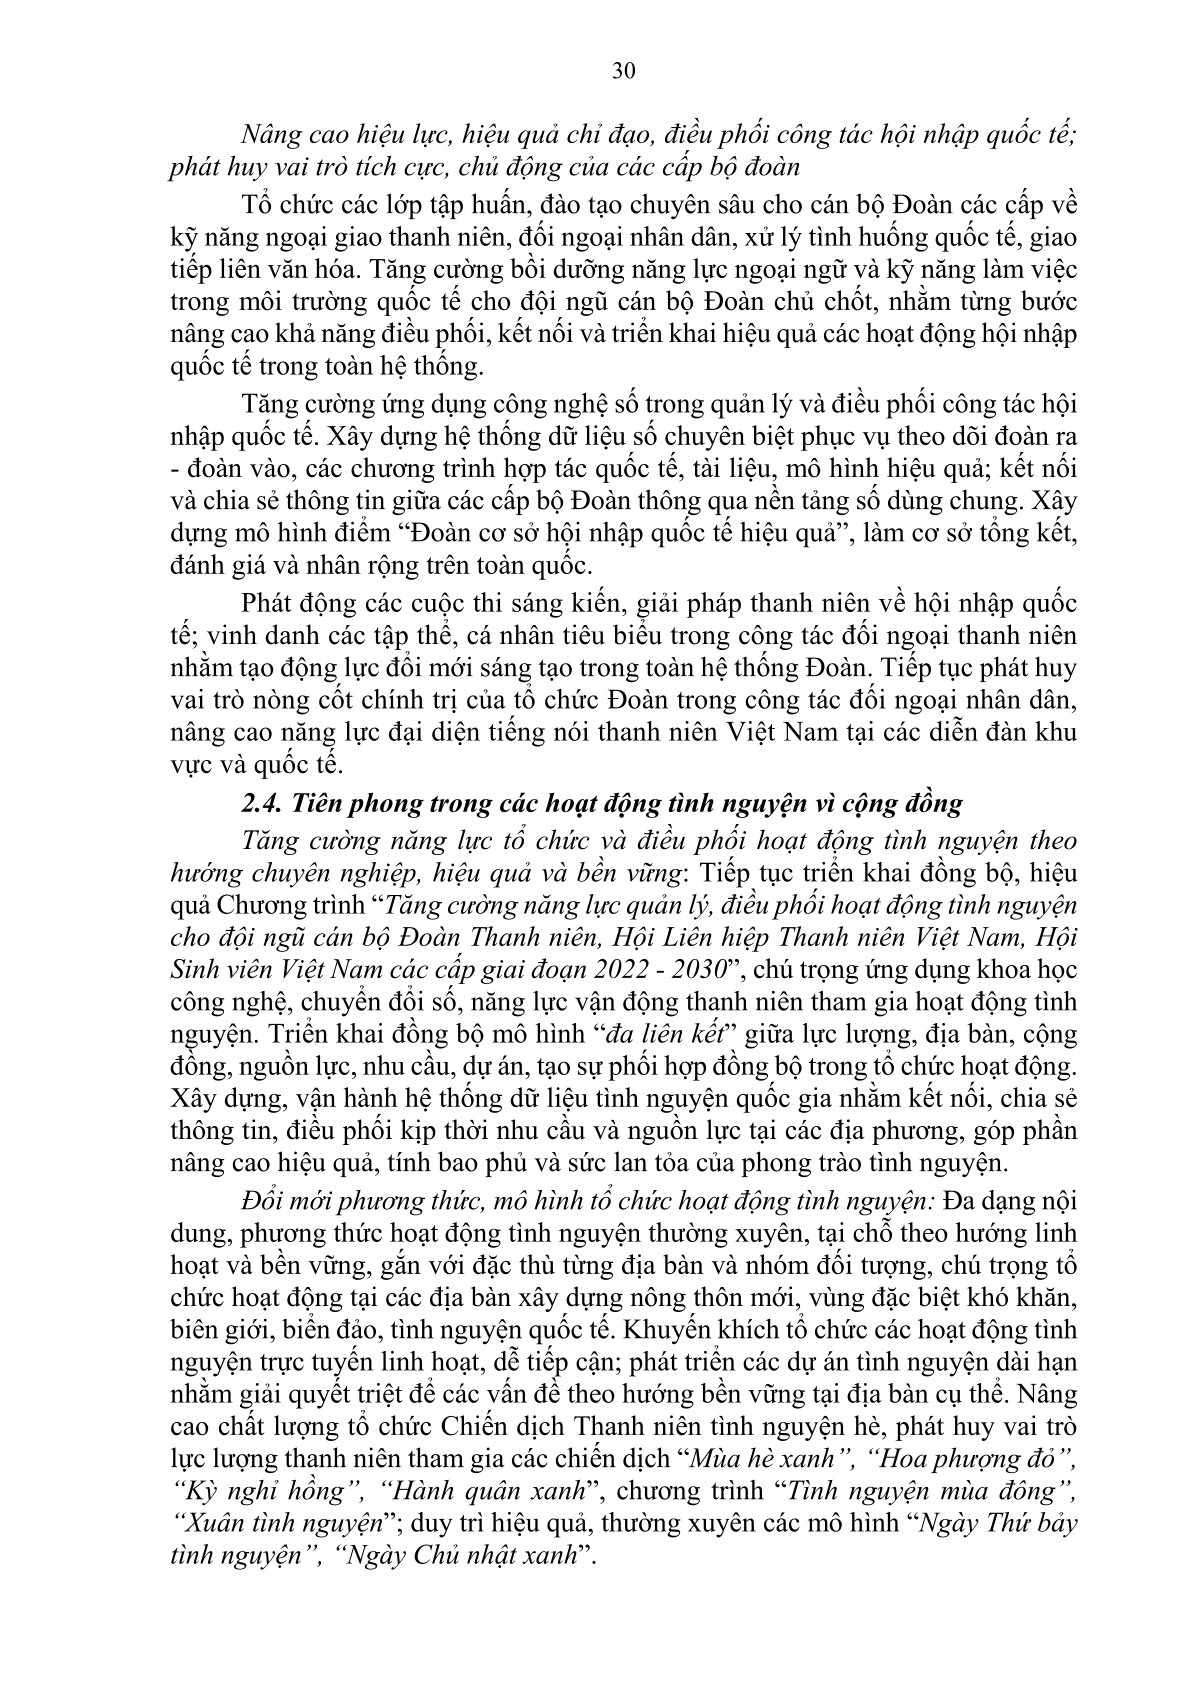 30
Nâng cao hiệu lực, hiệu quả chỉ đạo, điều phối công tác hội nhập quốc tế;
phát huy vai trò tích cực, chủ động của các cấp bộ đoàn
Tổ chức các lớp tập huấn, đào tạo chuyên sâu cho cán bộ Đoàn các cấp về
kỹ năng ngoại giao thanh niên, đối ngoại nhân dân, xử lý tình huống quốc tế, giao
tiếp liên văn hóa. Tăng cường bồi dưỡng năng lực ngoại ngữ và kỹ năng làm việc
trong môi trường quốc tế cho đội ngũ cán bộ Đoàn chủ chốt, nhằm từng bước
nâng cao khả năng điều phối, kết nối và triển khai hiệu quả các hoạt động hội nhập
quốc tế trong toàn hệ thống.
Tăng cường ứng dụng công nghệ số trong quản lý và điều phối công tác hội
nhập quốc tế. Xây dựng hệ thống dữ liệu số chuyên biệt phục vụ theo dõi đoàn ra
- đoàn vào, các chương trình hợp tác quốc tế, tài liệu, mô hình hiệu quả; kết nối
và chia sẻ thông tin giữa các cấp bộ Đoàn thông qua nền tảng số dùng chung. Xây
dựng mô hình điểm “Đoàn cơ sở hội nhập quốc tế hiệu quả”, làm cơ sở tổng kết,
đánh giá và nhân rộng trên toàn quốc.
Phát động các cuộc thi sáng kiến, giải pháp thanh niên về hội nhập quốc
tế; vinh danh các tập thể, cá nhân tiêu biểu trong công tác đối ngoại thanh niên
nhằm tạo động lực đổi mới sáng tạo trong toàn hệ thống Đoàn. Tiếp tục phát huy
vai trò nòng cốt chính trị của tổ chức Đoàn trong công tác đối ngoại nhân dân,
nâng cao năng lực đại diện tiếng nói thanh niên Việt Nam tại các diễn đàn khu
vực và quốc tế.
2.4. Tiên phong trong các hoạt động tình nguyện vì cộng đồng
Tăng cường năng lực tổ chức và điều phối hoạt động tình nguyện theo
hướng chuyên nghiệp, hiệu quả và bền vững: Tiếp tục triển khai đồng bộ, hiệu
quả Chương trình “Tăng cường năng lực quản lý, điều phối hoạt động tình nguyện
cho đội ngũ cán bộ Đoàn Thanh niên, Hội Liên hiệp Thanh niên Việt Nam, Hội
Sinh viên Việt Nam các cấp giai đoạn 2022 - 2030”, chú trọng ứng dụng khoa học
công nghệ, chuyển đổi số, năng lực vận động thanh niên tham gia hoạt động tình
nguyện. Triển khai đồng bộ mô hình “đa liên kết” giữa lực lượng, địa bàn, cộng
đồng, nguồn lực, nhu cầu, dự án, tạo sự phối hợp đồng bộ trong tổ chức hoạt động.
Xây dựng, vận hành hệ thống dữ liệu tình nguyện quốc gia nhằm kết nối, chia sẻ
thông tin, điều phối kịp thời nhu cầu và nguồn lực tại các địa phương, góp phần
nâng cao hiệu quả, tính bao phủ và sức lan tỏa của phong trào tình nguyện.
Đổi mới phương thức, mô hình tổ chức hoạt động tình nguyện: Đa dạng nội
dung, phương thức hoạt động tình nguyện thường xuyên, tại chỗ theo hướng linh
hoạt và bền vững, gắn với đặc thù từng địa bàn và nhóm đối tượng, chú trọng tổ
chức hoạt động tại các địa bàn xây dựng nông thôn mới, vùng đặc biệt khó khăn,
biên giới, biển đảo, tình nguyện quốc tế. Khuyến khích tổ chức các hoạt động tình
nguyện trực tuyến linh hoạt, dễ tiếp cận; phát triển các dự án tình nguyện dài hạn
nhằm giải quyết triệt để các vấn đề theo hướng bền vững tại địa bàn cụ thể. Nâng
cao chất lượng tổ chức Chiến dịch Thanh niên tình nguyện hè, phát huy vai trò
lực lượng thanh niên tham gia các chiến dịch “Mùa hè xanh”, “Hoa phượng đỏ”,
“Kỳ nghỉ hồng”, “Hành quân xanh”, chương trình “Tình nguyện mùa đông”,
“Xuân tình nguyện”; duy trì hiệu quả, thường xuyên các mô hình “Ngày Thứ bảy
tình nguyện”, “Ngày Chủ nhật xanh”.